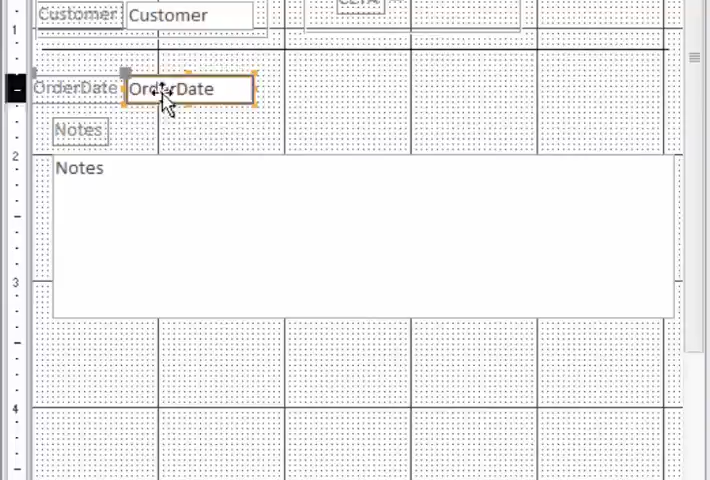 Customer Customer
1
OrderDate OrderDate
Notes
2
Notes
3
4